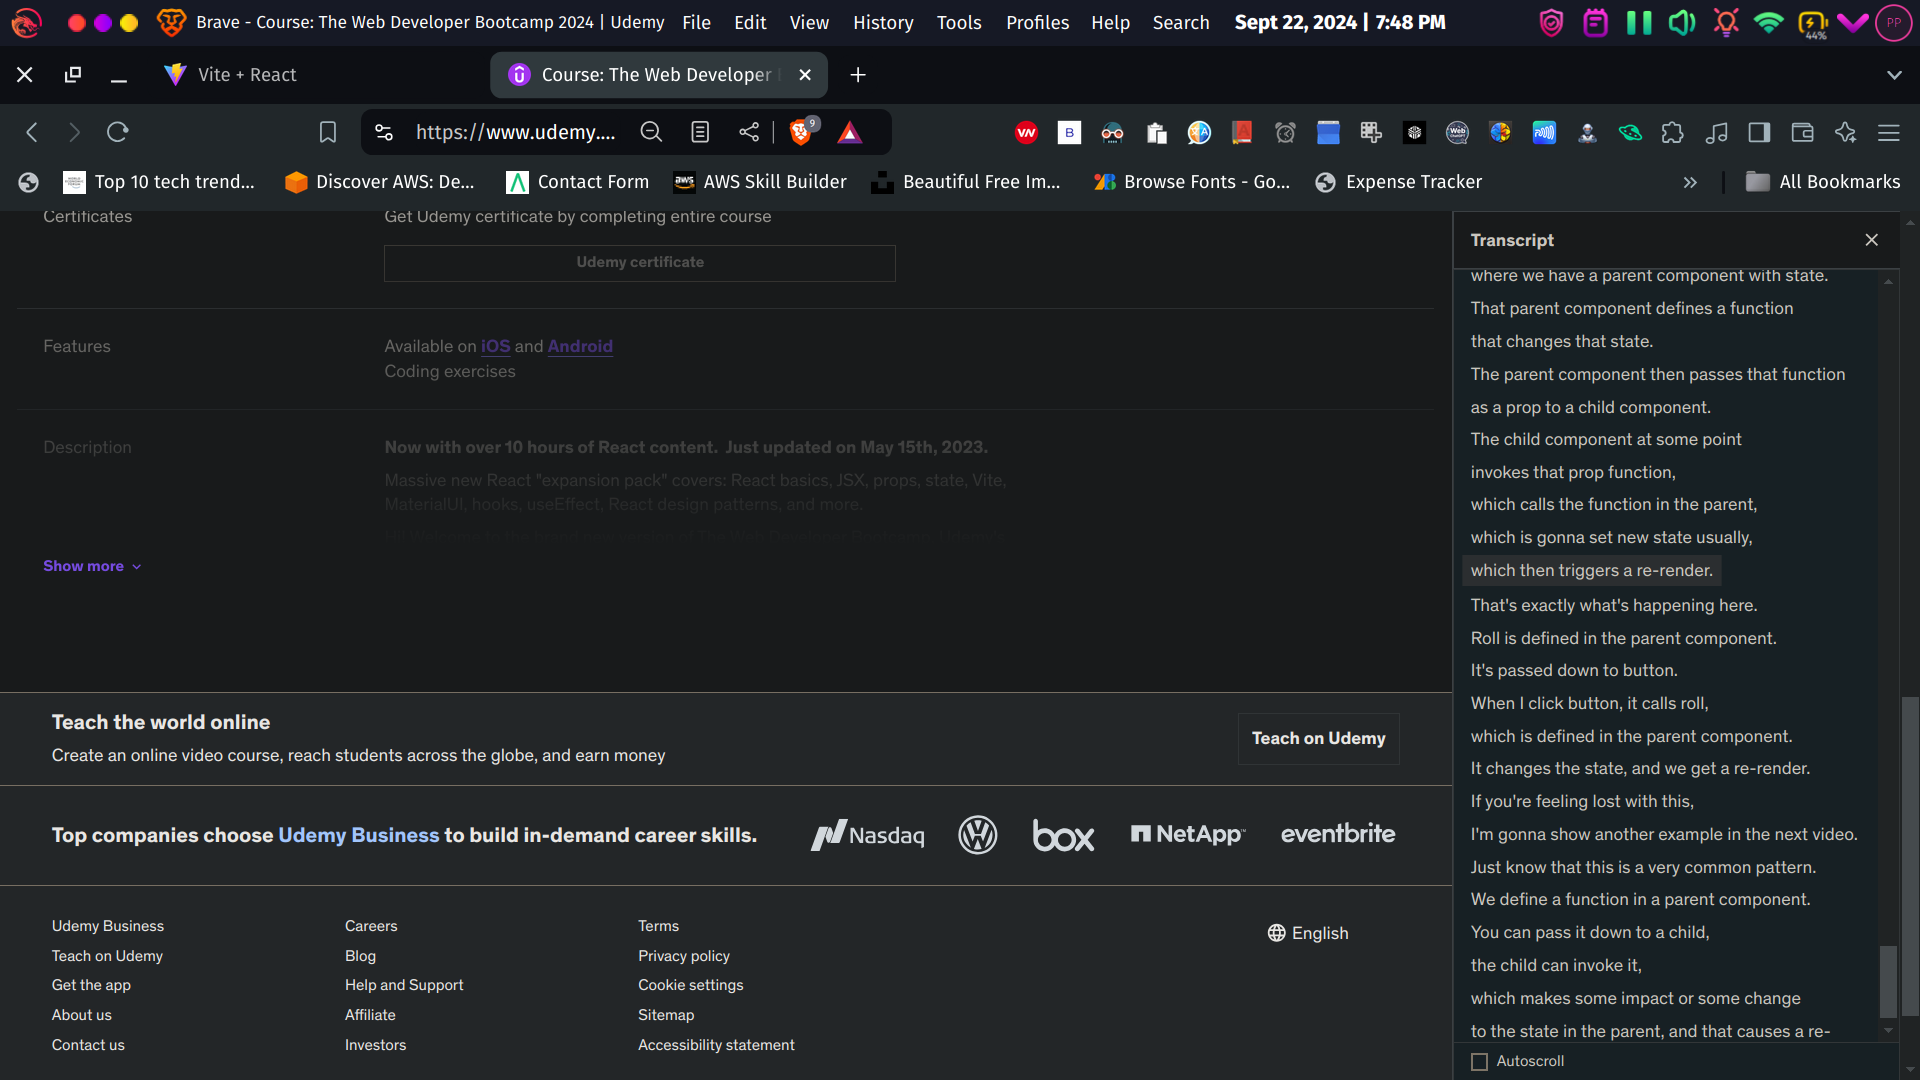 Brave - Course: The Web Developer Bootcamp 2024 | Udemy File Edit View History Tools Profiles Help Search Sept 22, 2024 | 7:48 PM 44% PP
Vite + React
Course: The Web Developer
https://www.udemy.... 9
Top 10 tech trend...
Discover AWS: De...
Contact Form
AWS Skill Builder
Beautiful Free Im...
Browse Fonts - Go...
Expense Tracker
All Bookmarks
Certificates
Get Udemy certificate by completing entire course
Udemy certificate
Features
Available on iOS and Android
Coding exercises
Description
Now with over 10 hours of React content. Just updated on May 15th, 2023.
Massive new React "expansion pack" covers: React basics, JSX, props, state, Vite,
MaterialUI, hooks, useEffect, React design patterns, and more.
Show more
Teach the world online
Create an online video course, reach students across the globe, and earn money
Teach on Udemy
Top companies choose Udemy Business to build in-demand career skills.
Nasdaq
box
NetApp
eventbrite
Udemy Business
Teach on Udemy
Get the app
About us
Contact us
Careers
Blog
Help and Support
Affiliate
Investors
Terms
Privacy policy
Cookie settings
Sitemap
Accessibility statement
English
Transcript
where we have a parent component with state.
That parent component defines a function
that changes that state.
The parent component then passes that function
as a prop to a child component.
The child component at some point
invokes that prop function,
which calls the function in the parent,
which is gonna set new state usually,
which then triggers a re-render.
That's exactly what's happening here.
Roll is defined in the parent component.
It's passed down to button.
When I click button, it calls roll,
which is defined in the parent component.
It changes the state, and we get a re-render.
If you're feeling lost with this,
I'm gonna show another example in the next video.
Just know that this is a very common pattern.
We define a function in a parent component.
You can pass it down to a child,
the child can invoke it,
which makes some impact or some change
to the state in the parent, and that causes a re-
Autoscroll